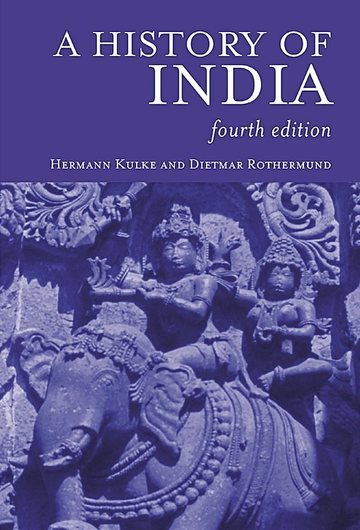 A HISTORY OF
INDIA
fourth edition
HERMANN KULKE AND DIETMAR ROTHERMUND